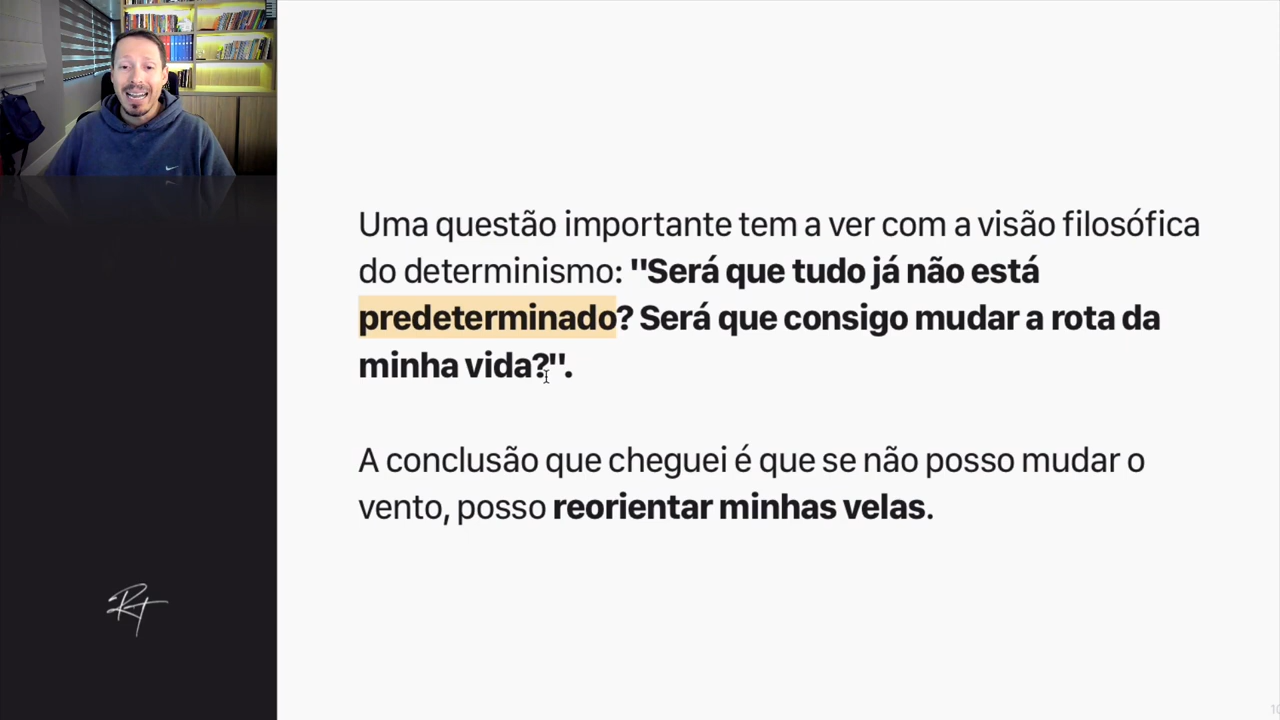 Uma questão importante tem a ver com a visão filosófica
do determinismo: "Será que tudo já não está
predeterminado? Será que consigo mudar a rota da
minha vida?".
A conclusão que cheguei é que se não posso mudar o
vento, posso reorientar minhas velas.
RT